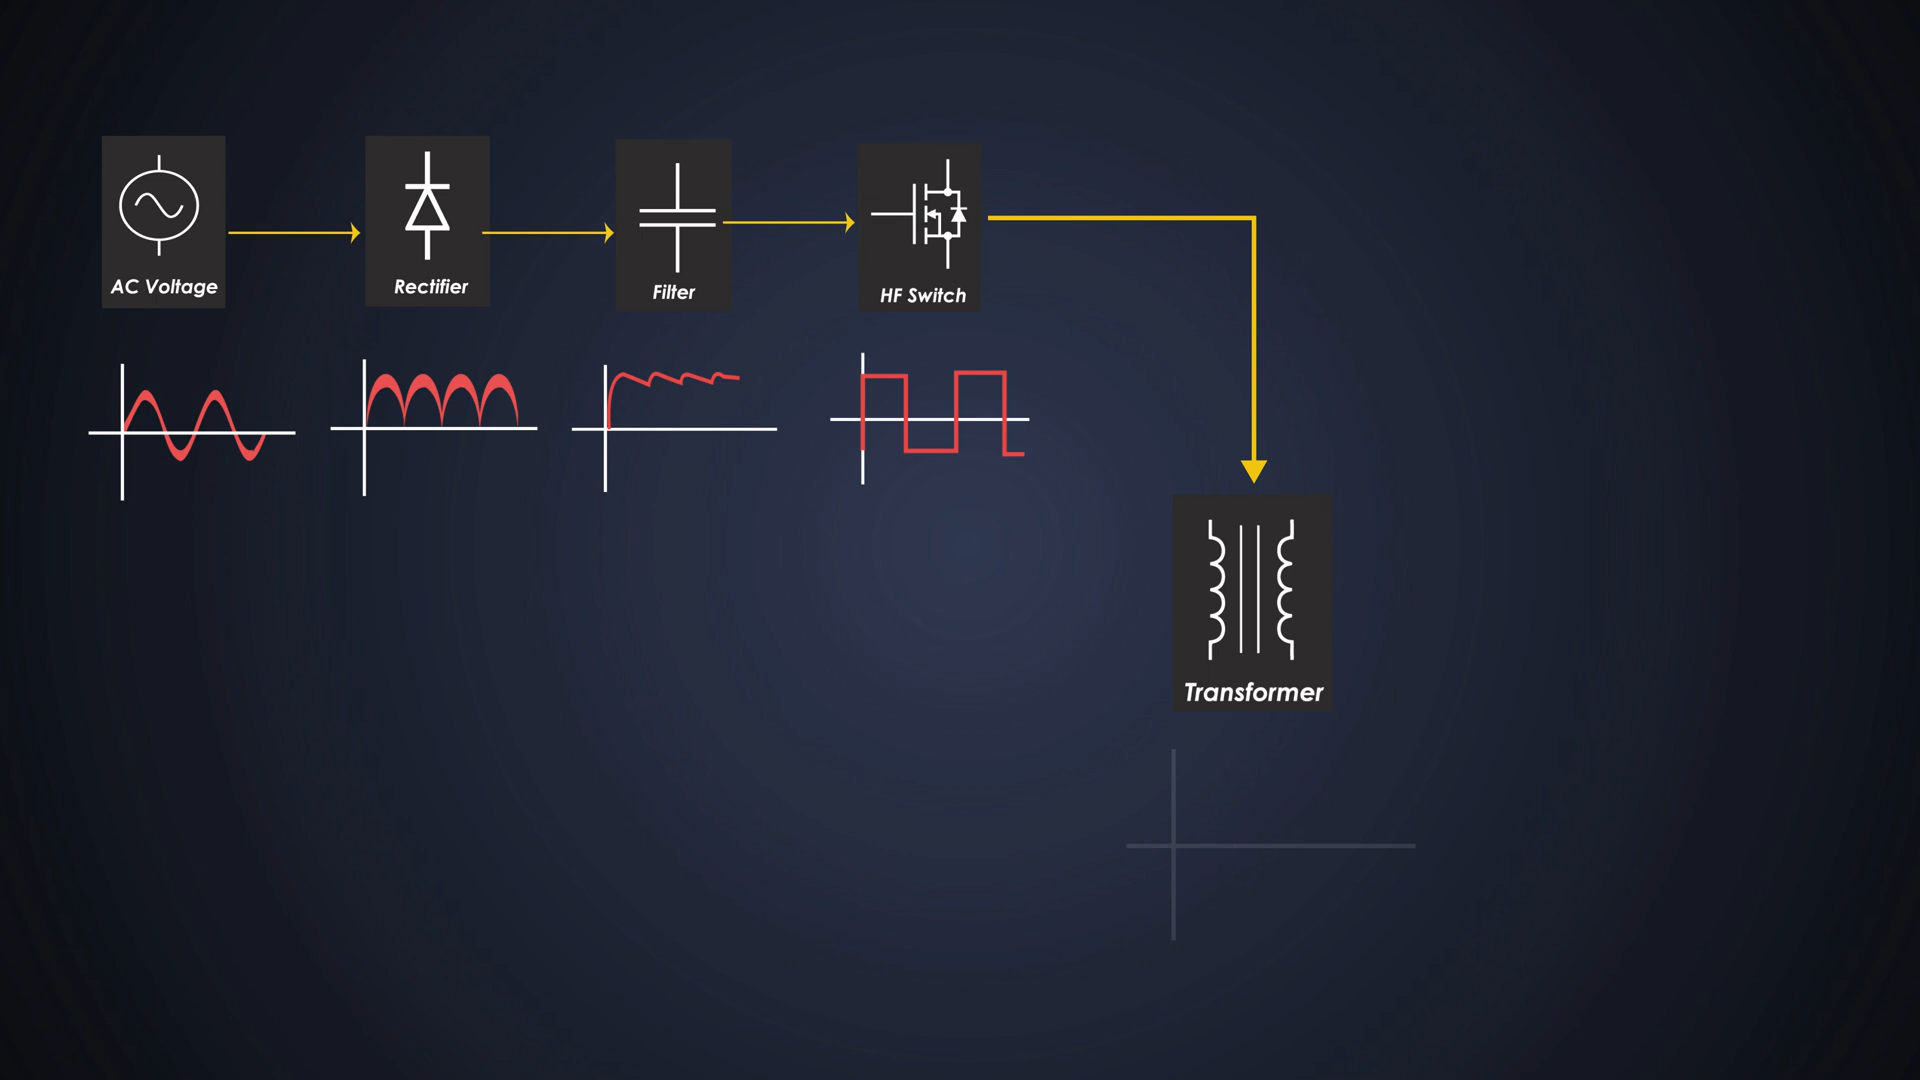 AC Voltage
Rectifier
Filter
HF Switch
Transformer